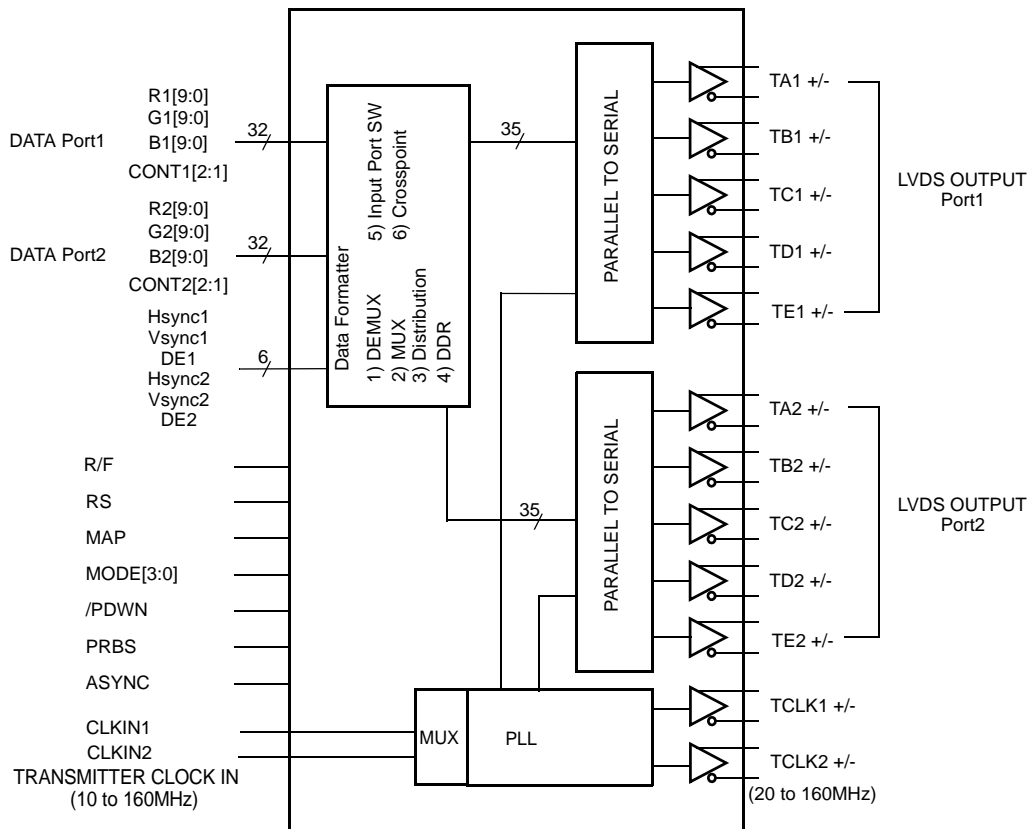 R1[9:0]
G1[9:0]
DATA Port1
B1[9:0]
CONT1[2:1]
32
R2[9:0]
G2[9:0]
DATA Port2
B2[9:0]
CONT2[2:1]
32
Hsync1
Vsync1
DE1
Hsync2
Vsync2
DE2
6
R/F
RS
MAP
MODE[3:0]
/PDWN
PRBS
ASYNC
CLKIN1
CLKIN2
TRANSMITTER CLOCK IN
(10 to 160MHz)
Data Formatter
1) DEMUX
2) MUX
3) Distribution
4) DDR
5) Input Port SW
6) Crosspoint
35
PARALLEL TO SERIAL
35
PARALLEL TO SERIAL
MUX
PLL
TA1 +/-
TB1 +/-
TC1 +/-
TD1 +/-
TE1 +/-
LVDS OUTPUT
Port1
TA2 +/-
TB2 +/-
TC2 +/-
TD2 +/-
TE2 +/-
LVDS OUTPUT
Port2
TCLK1 +/-
TCLK2 +/-
(20 to 160MHz)